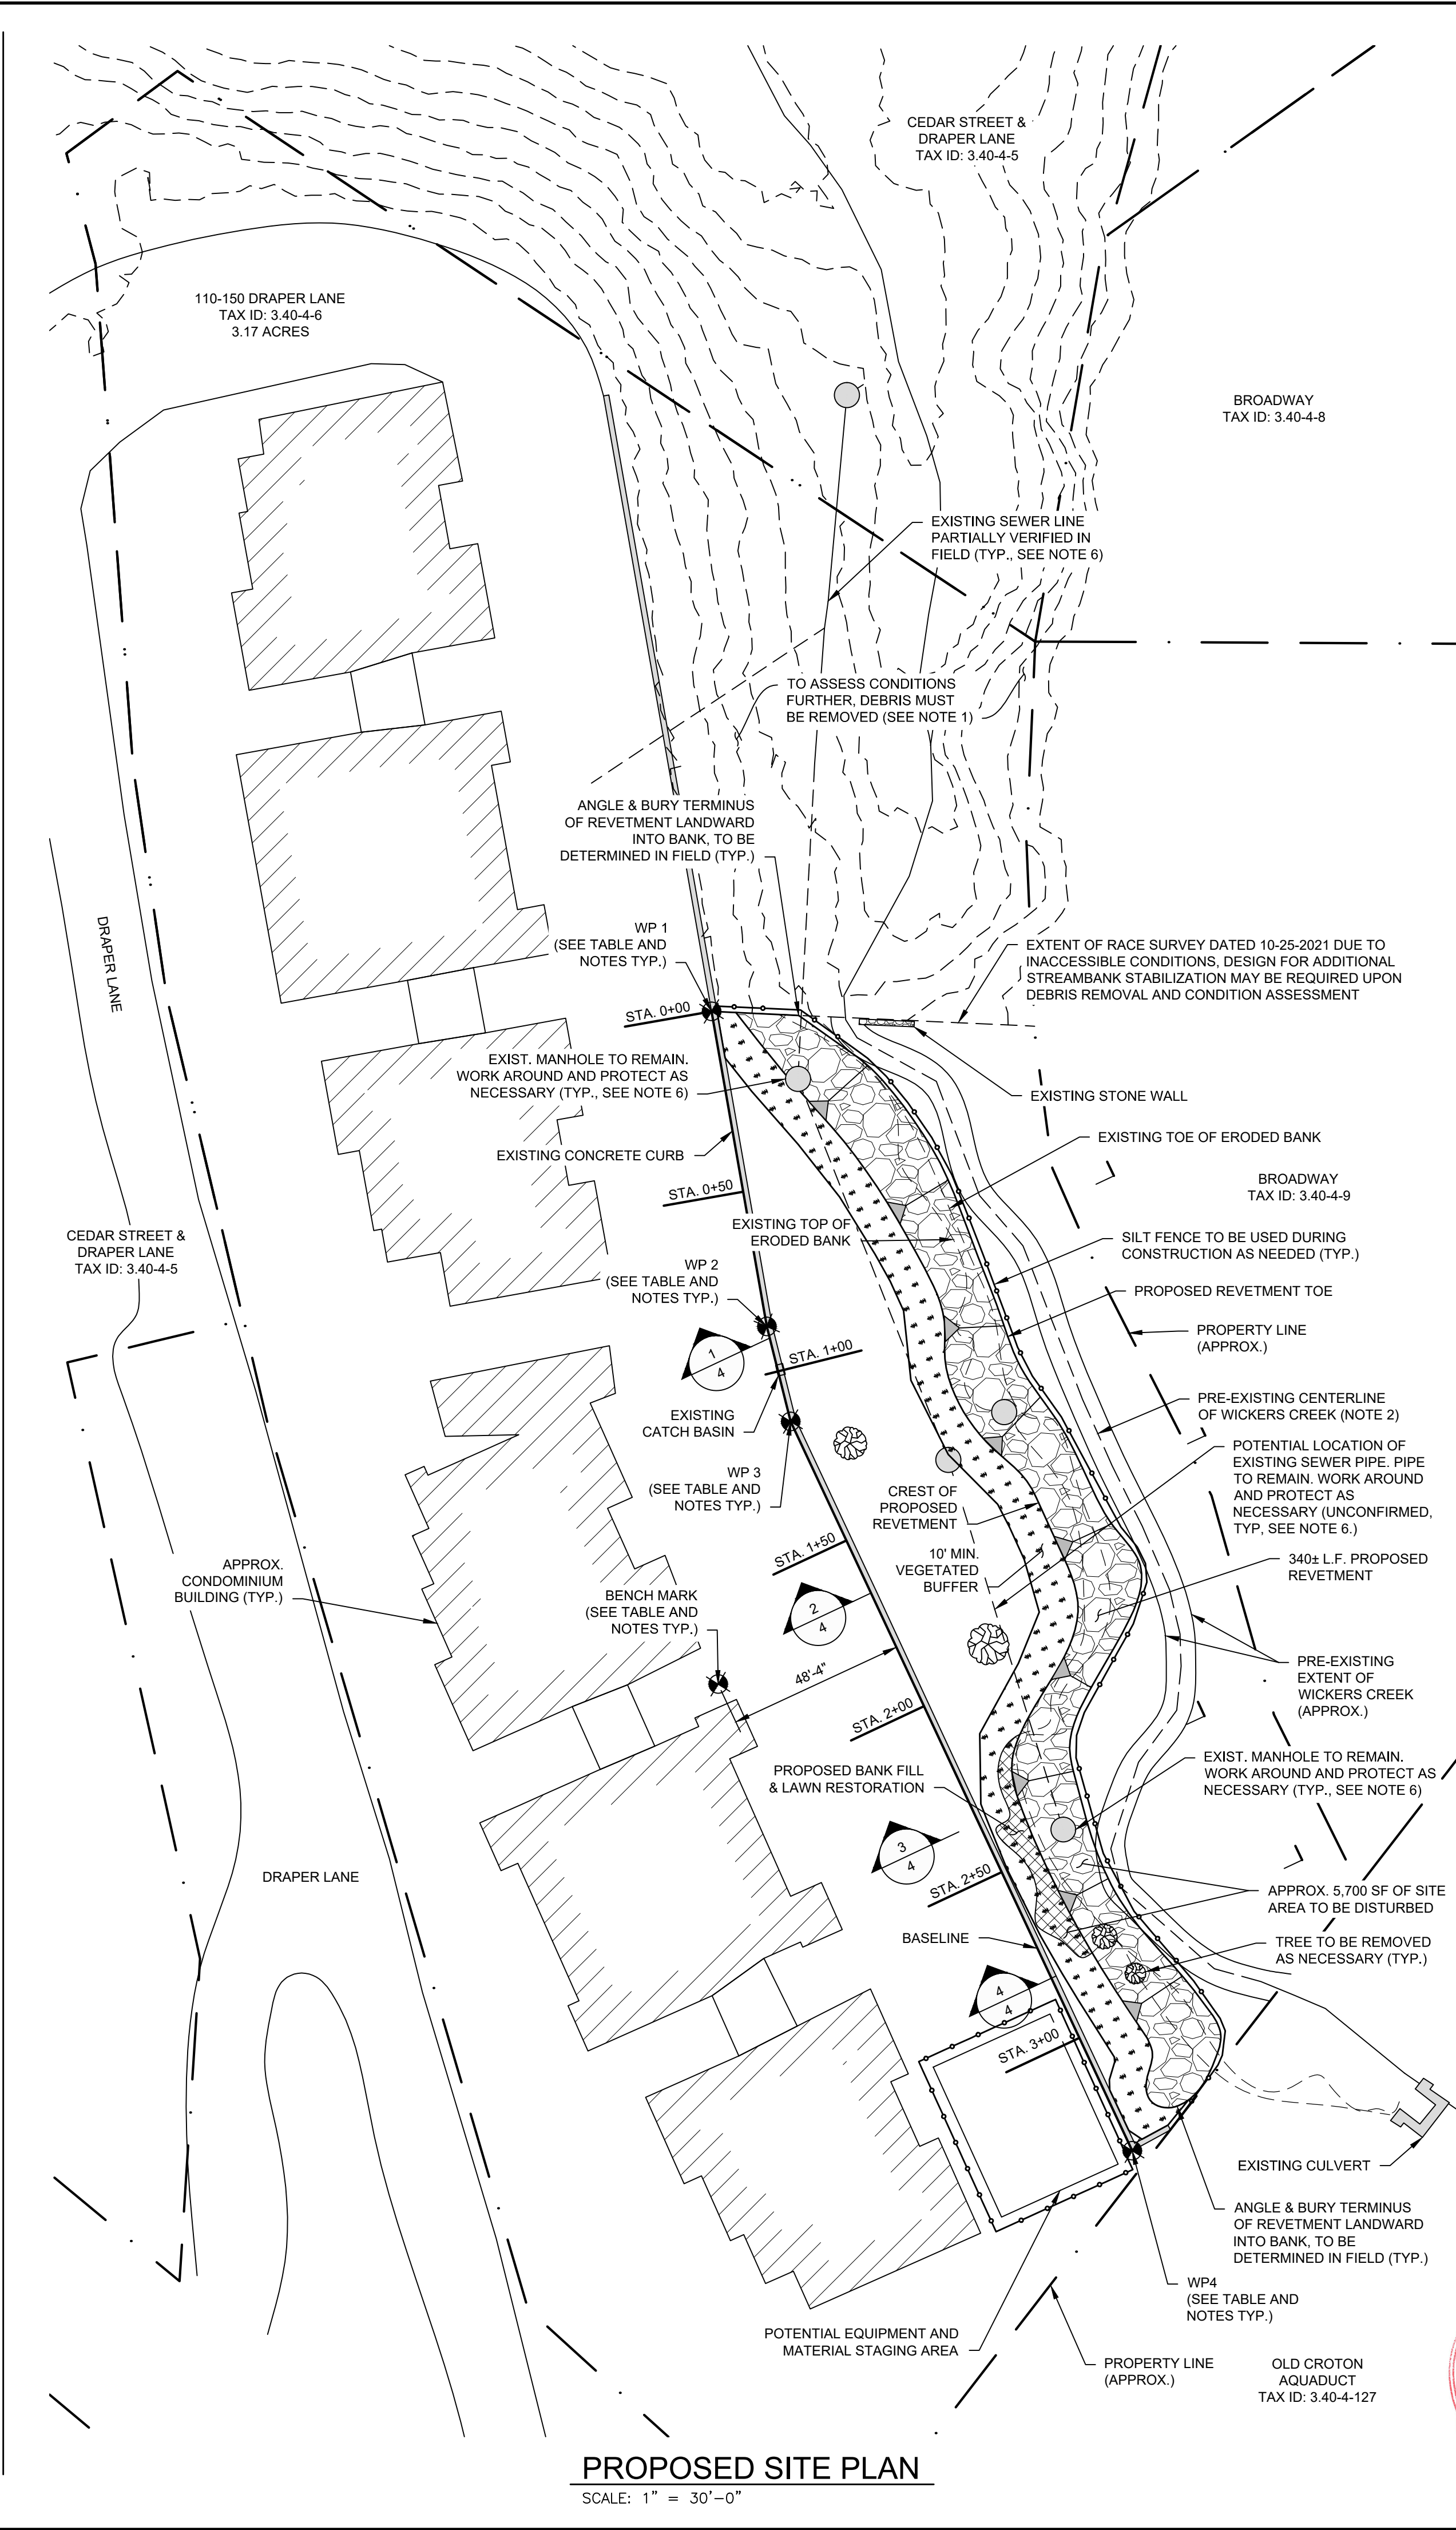 CEDAR STREET &
DRAPER LANE
TAX ID: 3.40-4-5
110-150 DRAPER LANE
TAX ID: 3.40-4-6
3.17 ACRES
BROADWAY
TAX ID: 3.40-4-8
EXISTING SEWER LINE
PARTIALLY VERIFIED IN
FIELD (TYP., SEE NOTE 6)
TO ASSESS CONDITIONS
FURTHER, DEBRIS MUST
BE REMOVED (SEE NOTE 1)
ANGLE & BURY TERMINUS
OF REVETMENT LANDWARD
INTO BANK, TO BE
DETERMINED IN FIELD (TYP.)
DRAPER LANE
WP 1
(SEE TABLE AND
NOTES TYP.)
EXTENT OF RACE SURVEY DATED 10-25-2021 DUE TO
INACCESSIBLE CONDITIONS, DESIGN FOR ADDITIONAL
STREAMBANK STABILIZATION MAY BE REQUIRED UPON
DEBRIS REMOVAL AND CONDITION ASSESSMENT
STA. 0+00
EXIST. MANHOLE TO REMAIN.
WORK AROUND AND PROTECT AS
NECESSARY (TYP., SEE NOTE 6)
EXISTING STONE WALL
EXISTING TOE OF ERODED BANK
EXISTING CONCRETE CURB
BROADWAY
TAX ID: 3.40-4-9
STA. 0+50
EXISTING TOP OF
ERODED BANK
CEDAR STREET &
DRAPER LANE
TAX ID: 3.40-4-5
SILT FENCE TO BE USED DURING
CONSTRUCTION AS NEEDED (TYP.)
WP 2
(SEE TABLE AND
NOTES TYP.)
PROPOSED REVETMENT TOE
PROPERTY LINE
(APPROX.)
1
4
STA. 1+00
EXISTING
CATCH BASIN
PRE-EXISTING CENTERLINE
OF WICKERS CREEK (NOTE 2)
WP 3
(SEE TABLE AND
NOTES TYP.)
CREST OF
PROPOSED
REVETMENT
POTENTIAL LOCATION OF
EXISTING SEWER PIPE. PIPE
TO REMAIN. WORK AROUND
AND PROTECT AS
NECESSARY (UNCONFIRMED,
TYP, SEE NOTE 6.)
STA. 1+50
10' MIN.
VEGETATED
BUFFER
340± L.F. PROPOSED
REVETMENT
APPROX.
CONDOMINIUM
BUILDING (TYP.)
BENCH MARK
(SEE TABLE AND
NOTES TYP.)
2
4
48'-4"
PRE-EXISTING
EXTENT OF
WICKERS CREEK
(APPROX.)
STA. 2+00
PROPOSED BANK FILL
& LAWN RESTORATION
EXIST. MANHOLE TO REMAIN.
WORK AROUND AND PROTECT AS
NECESSARY (TYP., SEE NOTE 6)
3
4
DRAPER LANE
STA. 2+50
APPROX. 5,700 SF OF SITE
AREA TO BE DISTURBED
BASELINE
TREE TO BE REMOVED
AS NECESSARY (TYP.)
4
4
STA. 3+00
EXISTING CULVERT
ANGLE & BURY TERMINUS
OF REVETMENT LANDWARD
INTO BANK, TO BE
DETERMINED IN FIELD (TYP.)
WP4
(SEE TABLE AND
NOTES TYP.)
POTENTIAL EQUIPMENT AND
MATERIAL STAGING AREA
PROPERTY LINE
(APPROX.)
OLD CROTON
AQUADUCT
TAX ID: 3.40-4-127
PROPOSED SITE PLAN
SCALE: 1" = 30'-0"